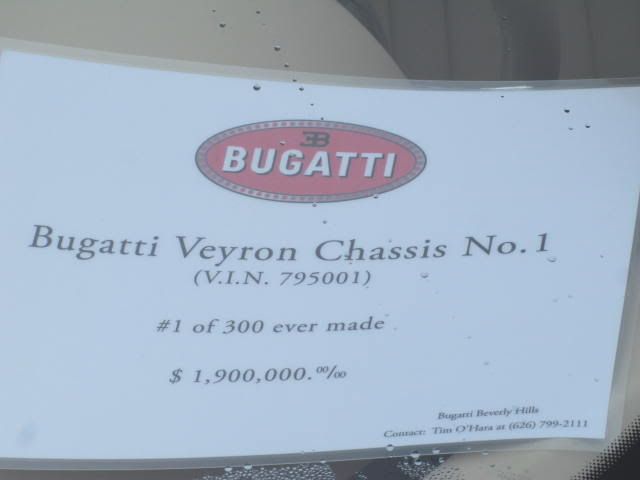 EB
BUGATTI
Bugatti Veyron Chassis No.1
(V.I.N. 795001)
#1 of 300 ever made
$ 1,900,000.00/00
Bugatti Beverly Hills
Contact: Tim O'Hara at (626) 799-2111